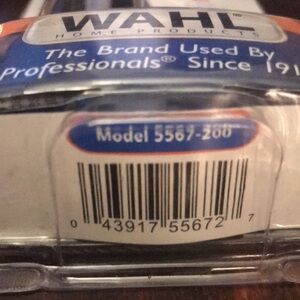 WAHL
HOME PRODUCTS
The Brand Used By
Professionals® Since 191
Model 5567-200
0 43917 55672 7